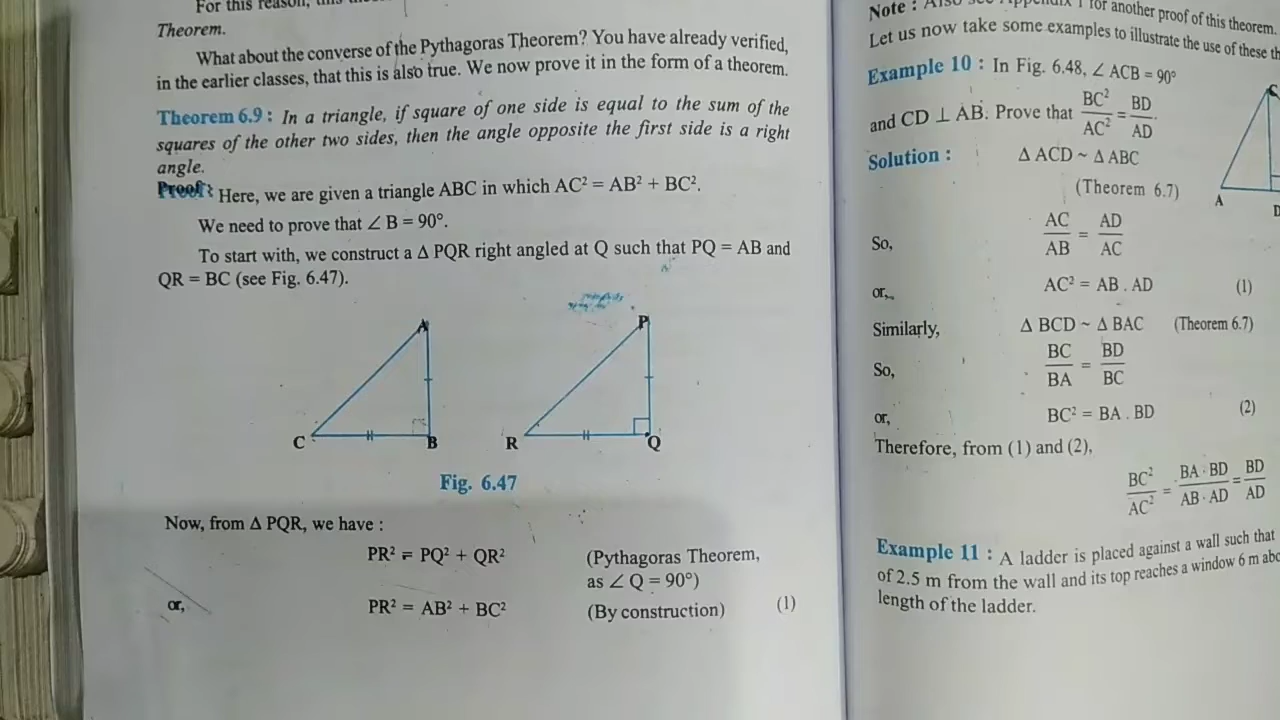 For this reason, this
Theorem.
What about the converse of the Pythagoras Theorem? You have already verified,
in the earlier classes, that this is also true. We now prove it in the form of a theorem.
Theorem 6.9 : In a triangle, if square of one side is equal to the sum of the
squares of the other two sides, then the angle opposite the first side is a right
angle.
Proof : Here, we are given a triangle ABC in which AC² = AB² + BC².
We need to prove that ∠ B = 90°.
To start with, we construct a Δ PQR right angled at Q such that PQ = AB and
QR = BC (see Fig. 6.47).
A
P
C
B
R
Q
Fig. 6.47
Now, from Δ PQR, we have :
PR² = PQ² + QR² (Pythagoras Theorem,
as ∠ Q = 90°)
or, PR² = AB² + BC² (By construction) (1)
Note : Also see Appendix 1 for another proof of this theorem.
Let us now take some examples to illustrate the use of these
Example 10 : In Fig. 6.48, ∠ ACB = 90°
and CD ⊥ AB. Prove that BC²/AC² = BD/AD.
Solution : Δ ACD ~ Δ ABC
(Theorem 6.7)
A
So, AC/AB = AD/AC
or, AC² = AB . AD (1)
Similarly, Δ BCD ~ Δ BAC (Theorem 6.7)
So, BC/BA = BD/BC
or, BC² = BA . BD (2)
Therefore, from (1) and (2),
BC²/AC² = BA · BD/AB · AD = BD/AD
Example 11 : A ladder is placed against a wall such that
of 2.5 m from the wall and its top reaches a window 6 m
length of the ladder.